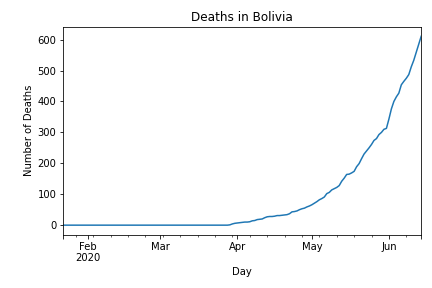 Deaths in Bolivia
Number of Deaths
600
500
400
300
200
100
0
Feb
2020
Mar
Apr
May
Jun
Day